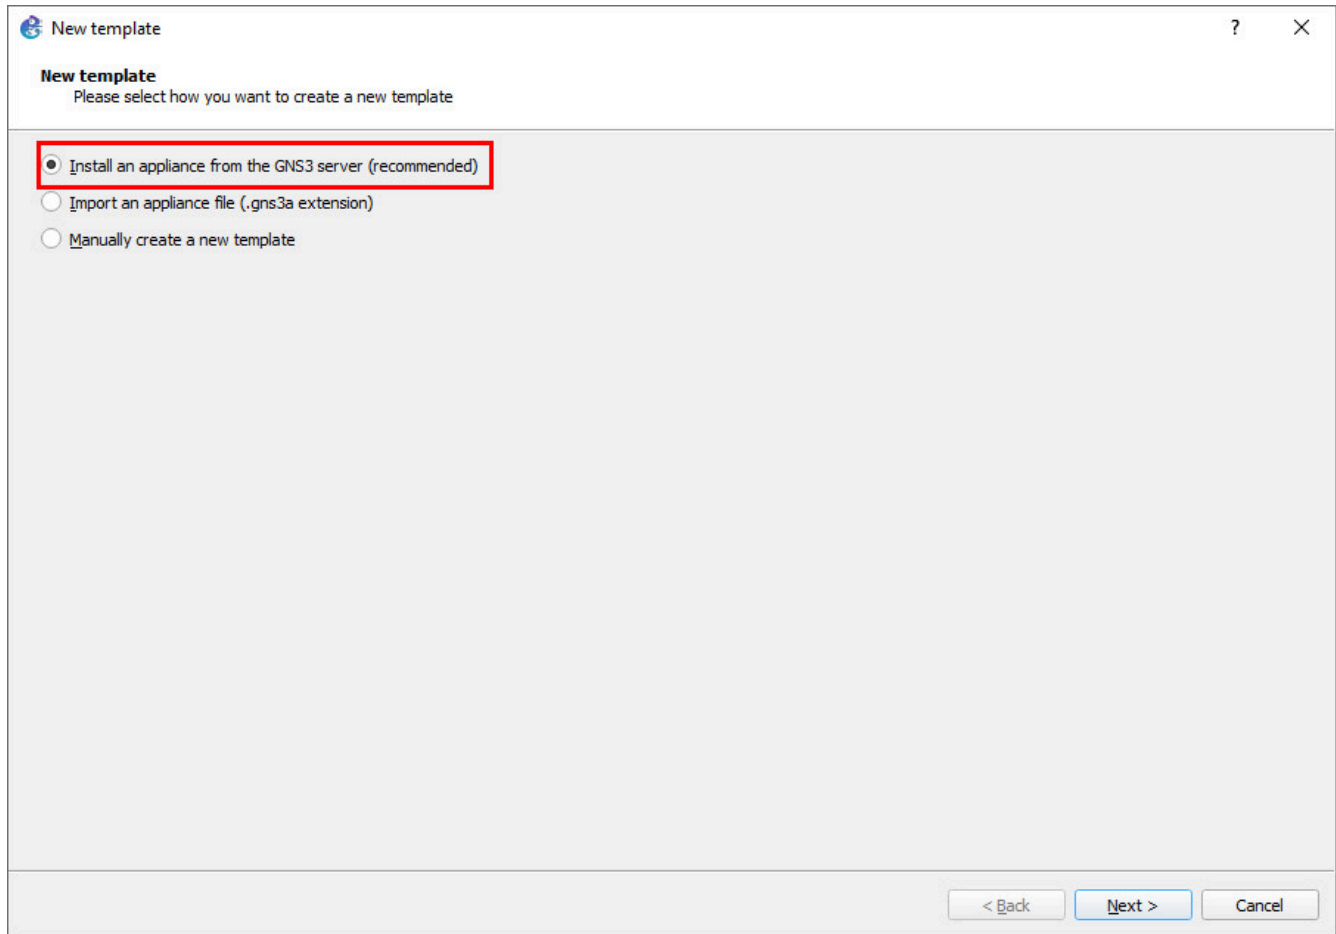 New template
New template
Please select how you want to create a new template
Install an appliance from the GNS3 server (recommended)
Import an appliance file (.gns3a extension)
Manually create a new template
< Back
Next >
Cancel